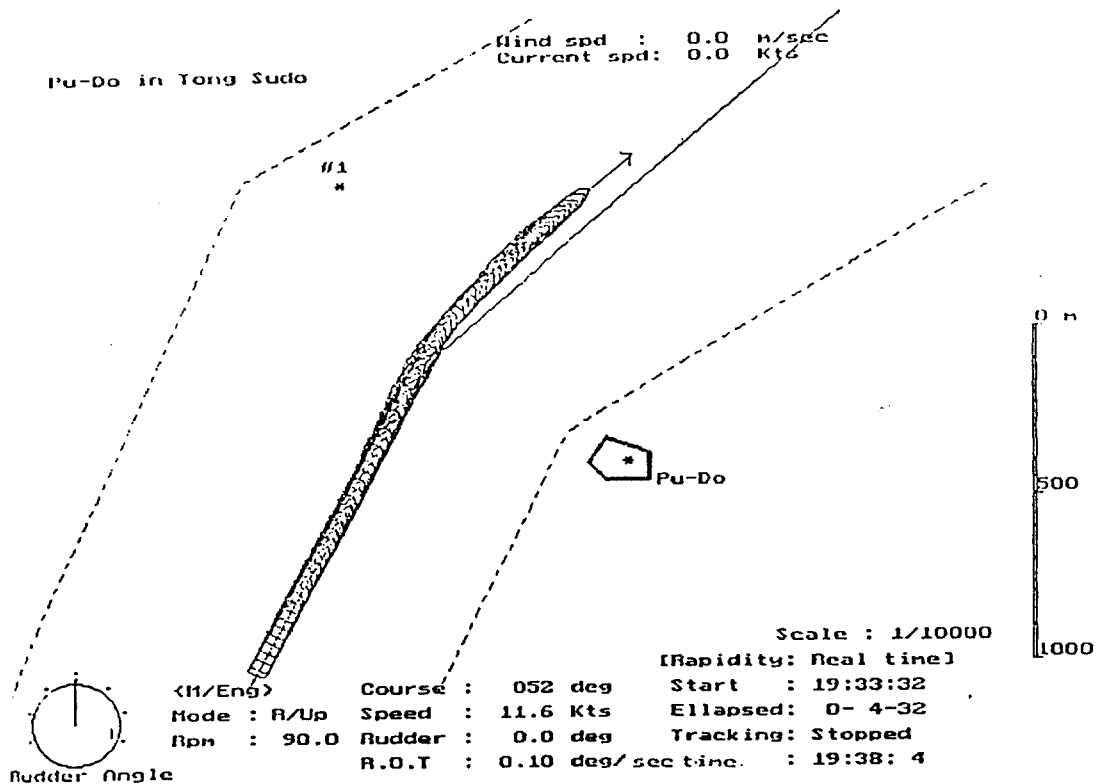 Wind spd : 0.0 M/sec
Current spd: 0.0 Kts
Pu-Do in Tong Sudo
#1
0 M
Pu-Do
500
Scale : 1/10000
1000
[Rapidity: Real time]
<M/Eng> Course : 052 deg Start : 19:33:32
Mode : R/Up Speed : 11.6 Kts Ellapsed: 0- 4-32
Rpm : 90.0 Rudder : 0.0 deg Tracking: Stopped
R.O.T : 0.10 deg/sec time. : 19:38: 4
Rudder Angle